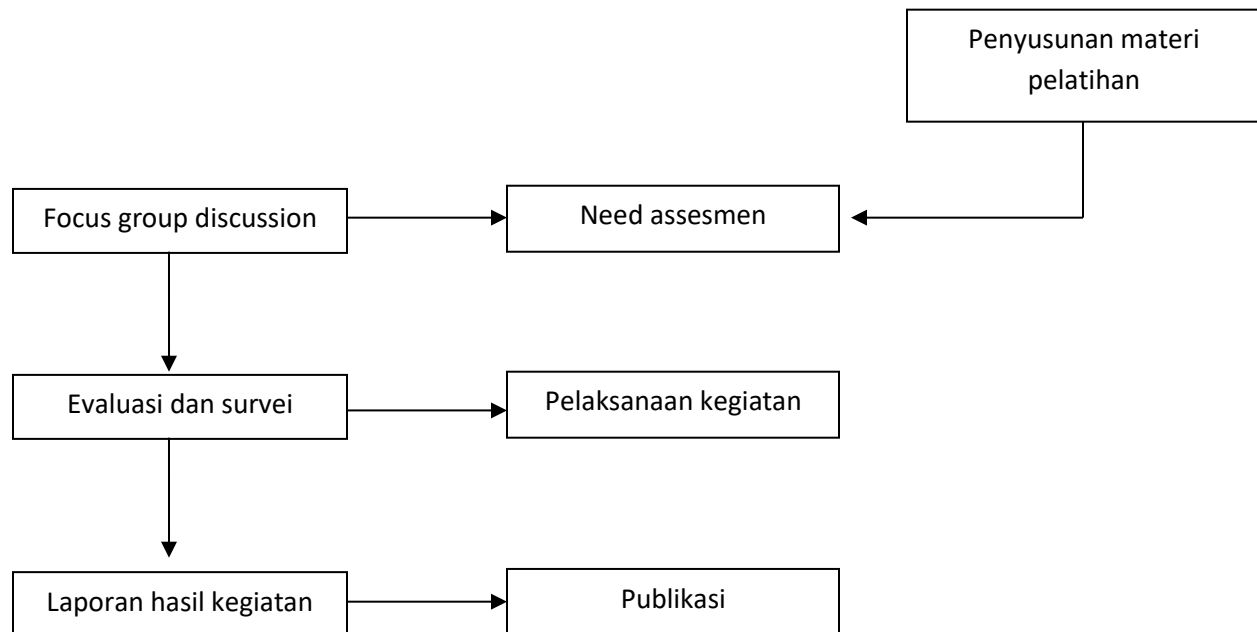 Penyusunan materi
pelatihan
Focus group discussion
Need assesmen
Evaluasi dan survei
Pelaksanaan kegiatan
Laporan hasil kegiatan
Publikasi